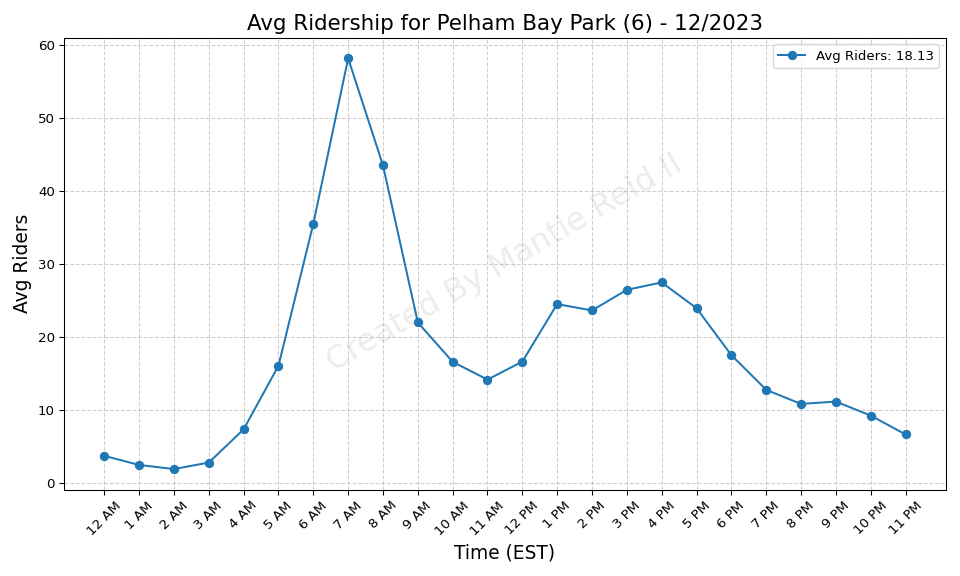 Avg Ridership for Pelham Bay Park (6) - 12/2023
Avg Riders: 18.13
Avg Riders
60
50
40
30
20
10
0
Created By Mantle Reid II
12 AM
1 AM
2 AM
3 AM
4 AM
5 AM
6 AM
7 AM
8 AM
9 AM
10 AM
11 AM
12 PM
1 PM
2 PM
3 PM
4 PM
5 PM
6 PM
7 PM
8 PM
9 PM
10 PM
11 PM
Time (EST)